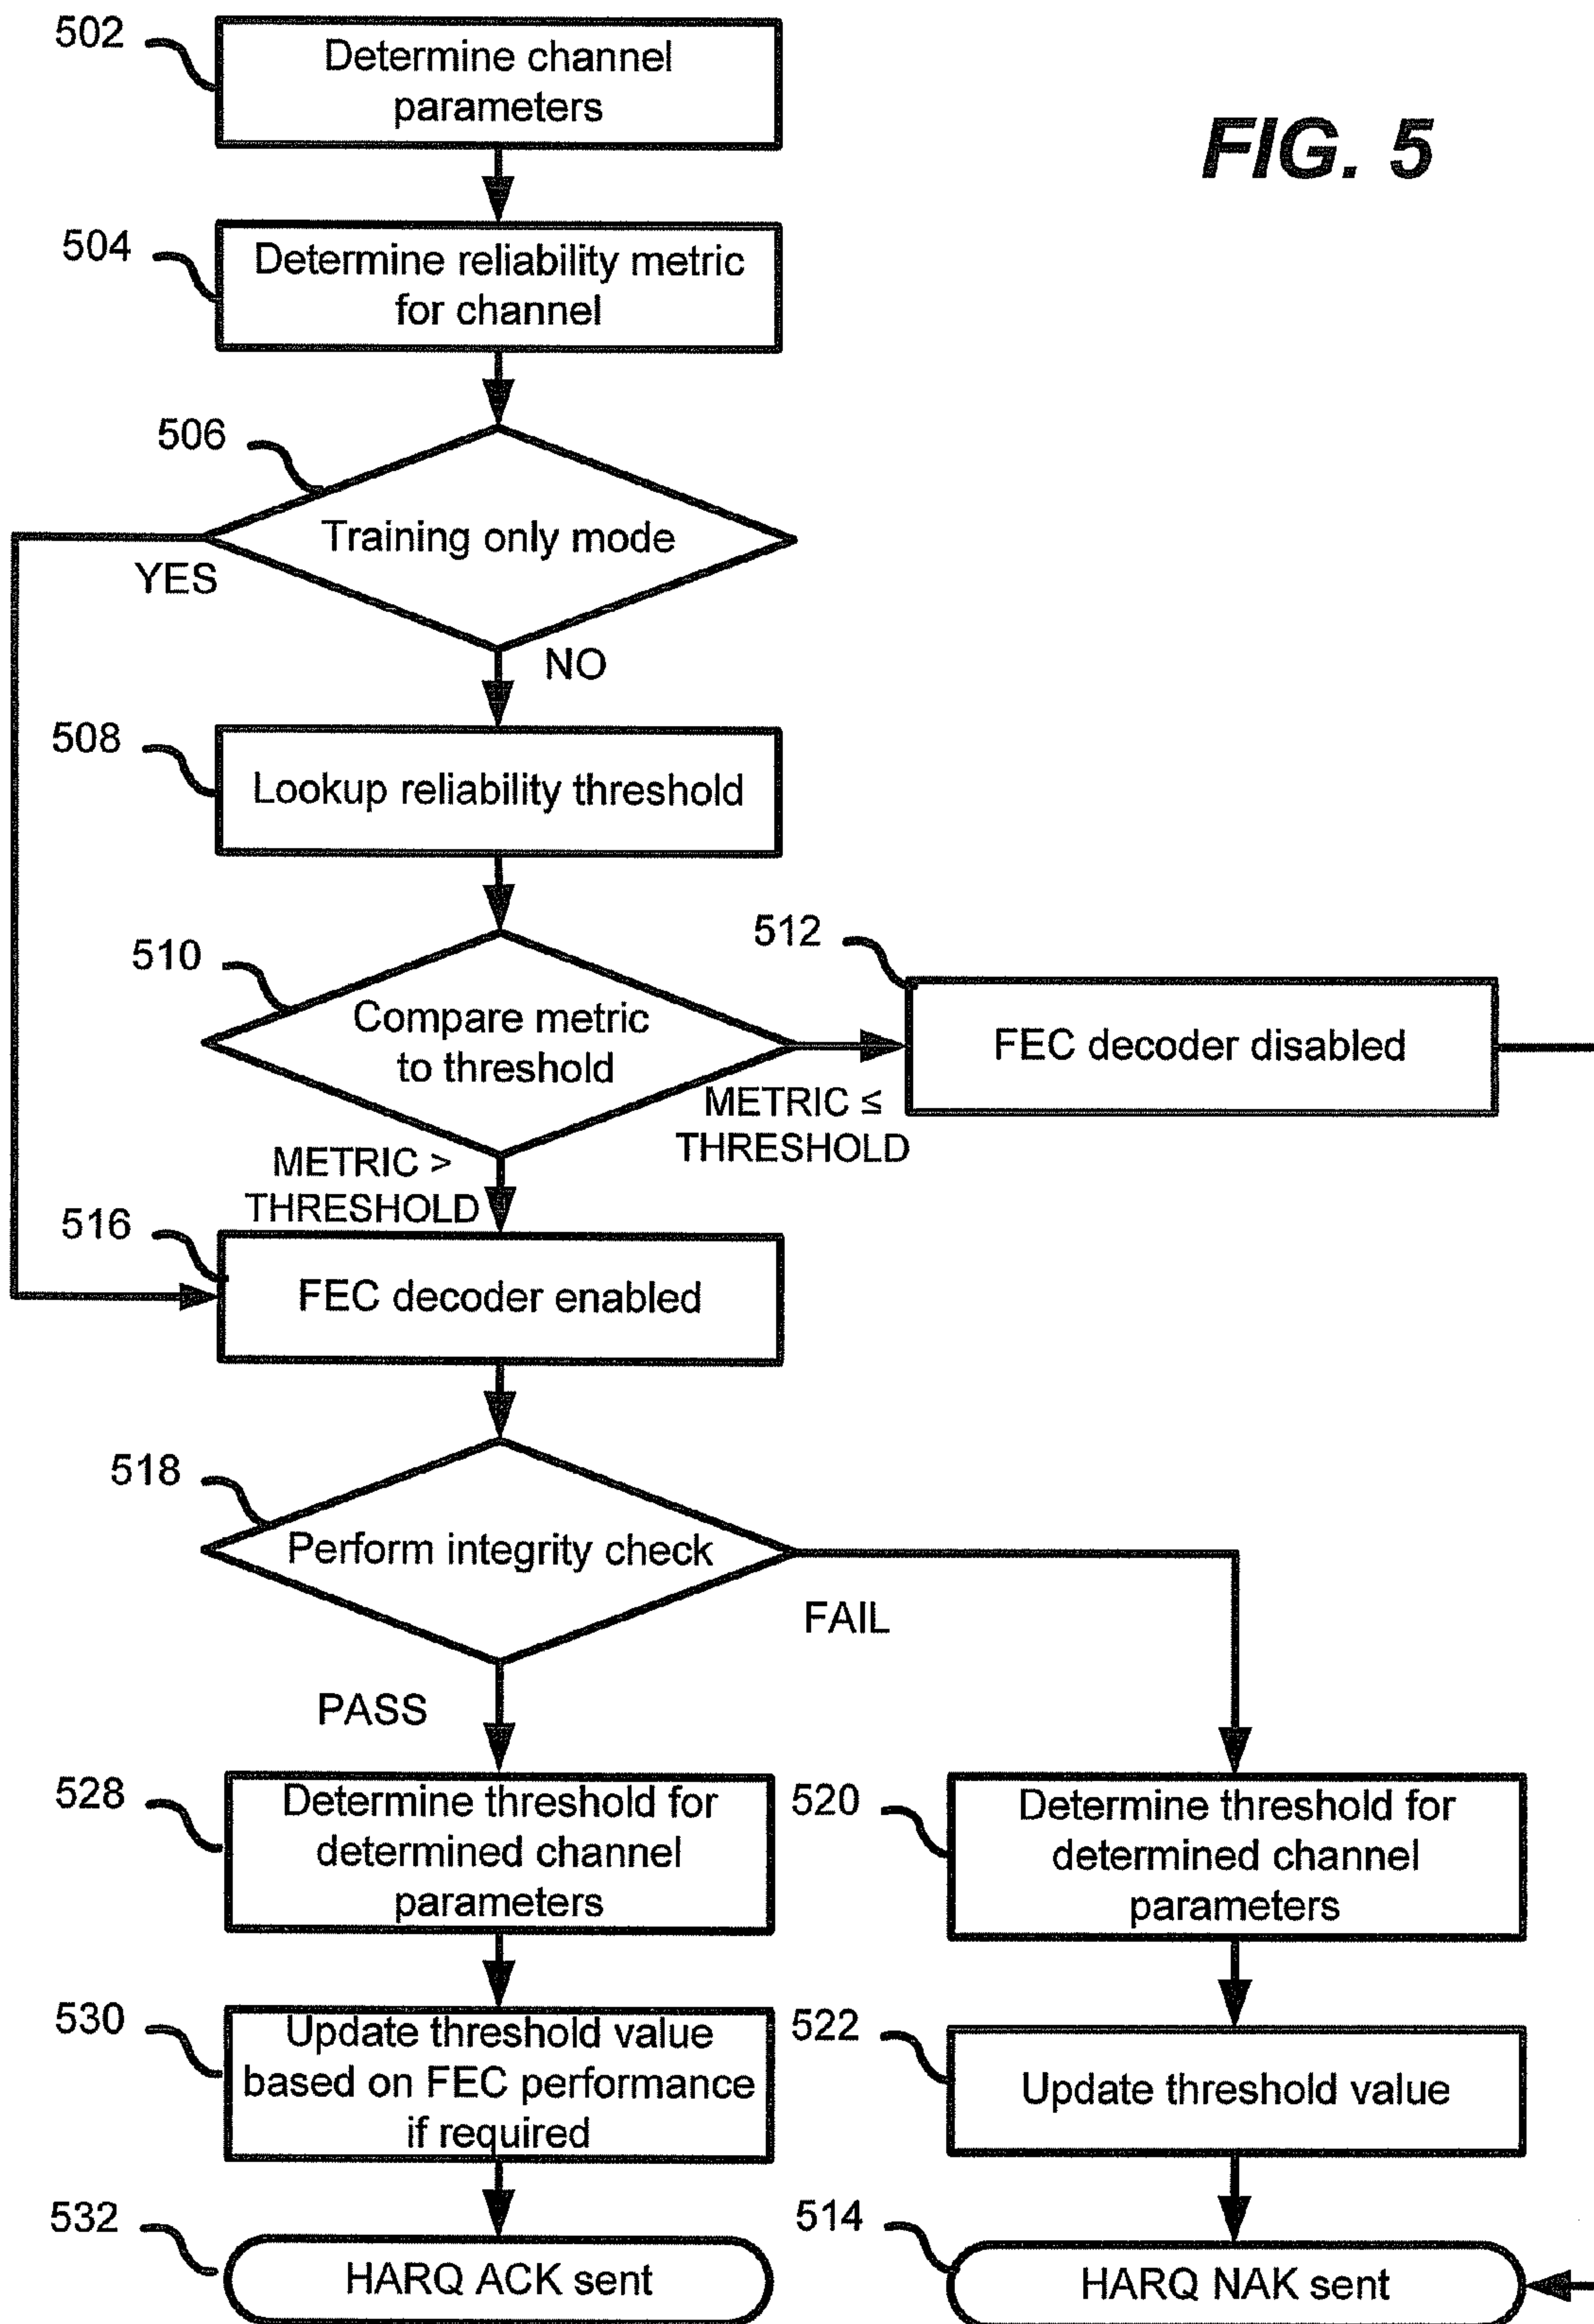 502
Determine channel
parameters
FIG. 5
504
Determine reliability metric
for channel
506
Training only mode
YES
NO
508
Lookup reliability threshold
510
Compare metric
to threshold
512
FEC decoder disabled
METRIC ≤
THRESHOLD
METRIC >
THRESHOLD
516
FEC decoder enabled
518
Perform integrity check
FAIL
PASS
528
Determine threshold for
determined channel
parameters
520
Determine threshold for
determined channel
parameters
530
Update threshold value
based on FEC performance
if required
522
Update threshold value
532
HARQ ACK sent
514
HARQ NAK sent